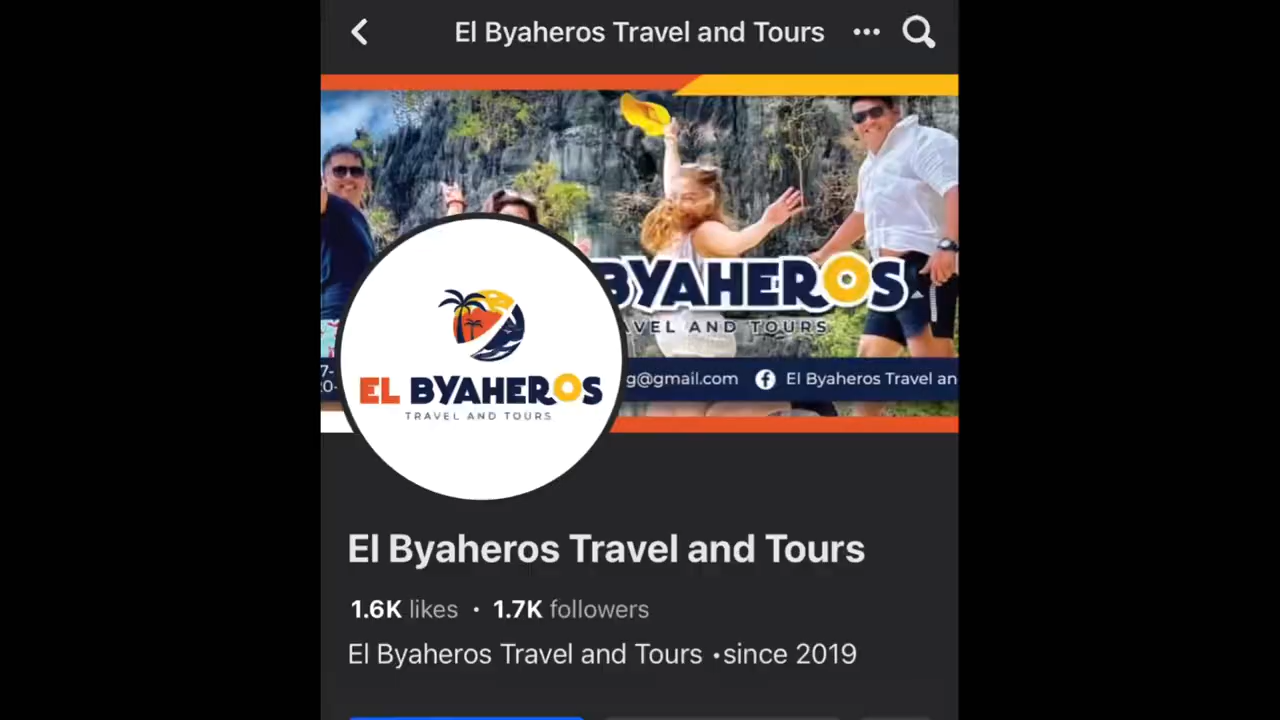 El Byaheros Travel and Tours
BYAHEROS
TRAVEL AND TOURS
g@gmail.com
El Byaheros Travel an
EL BYAHEROS
TRAVEL AND TOURS
El Byaheros Travel and Tours
1.6K likes • 1.7K followers
El Byaheros Travel and Tours •since 2019